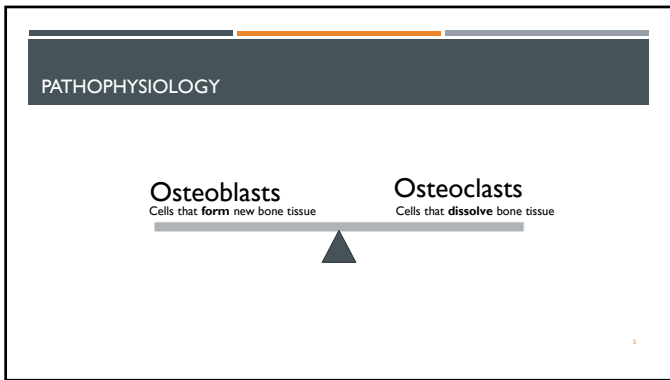 PATHOPHYSIOLOGY
Osteoblasts
Cells that form new bone tissue
Osteoclasts
Cells that dissolve bone tissue
5